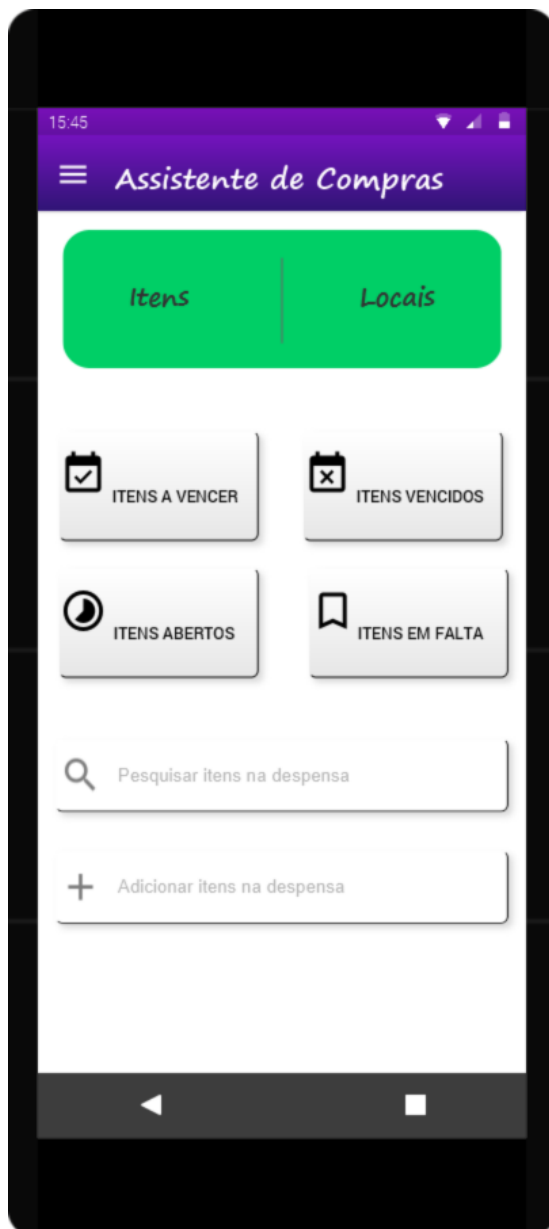 15:45
Assistente de Compras
Itens
Locais
ITENS A VENCER
ITENS VENCIDOS
ITENS ABERTOS
ITENS EM FALTA
Pesquisar itens na despensa
Adicionar itens na despensa